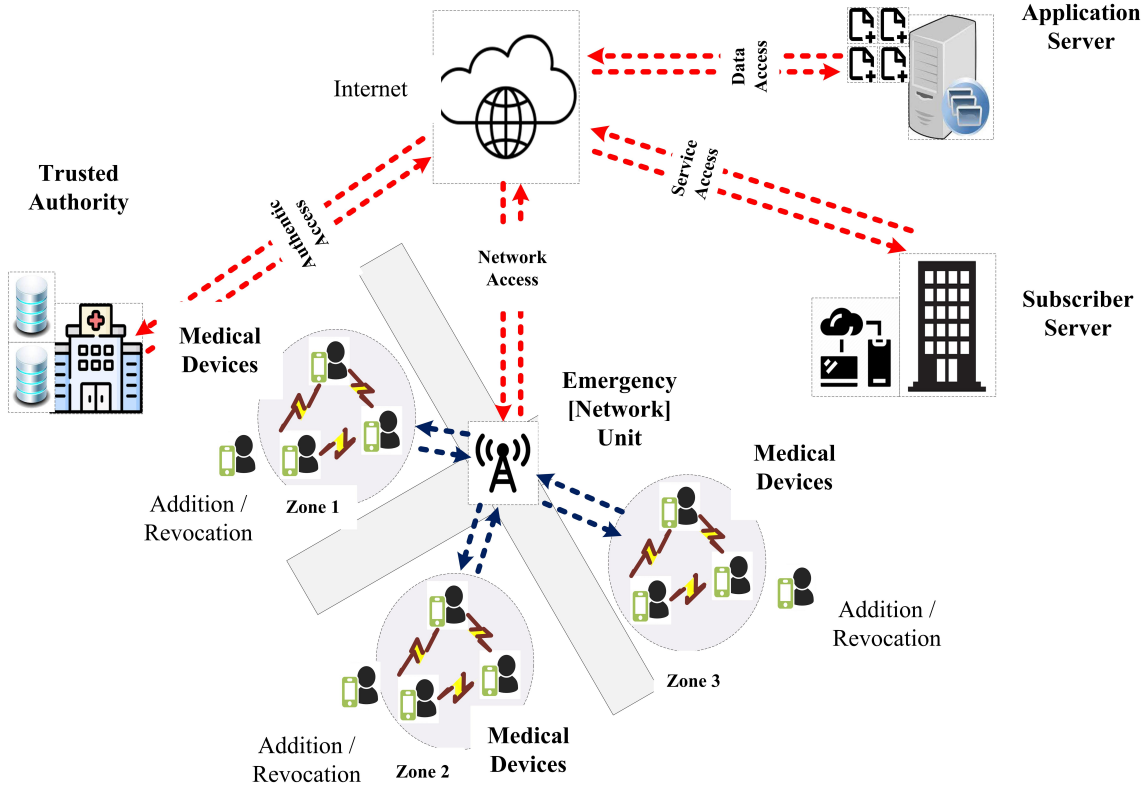 Application
Server
Internet
Data
Access
Trusted
Authority
Service
Access
Authentic
Access
Network
Access
Subscriber
Server
Medical
Devices
Emergency
[Network]
Unit
Medical
Devices
Addition /
Revocation
Zone 1
Addition /
Revocation
Zone 3
Medical
Devices
Addition /
Revocation
Zone 2